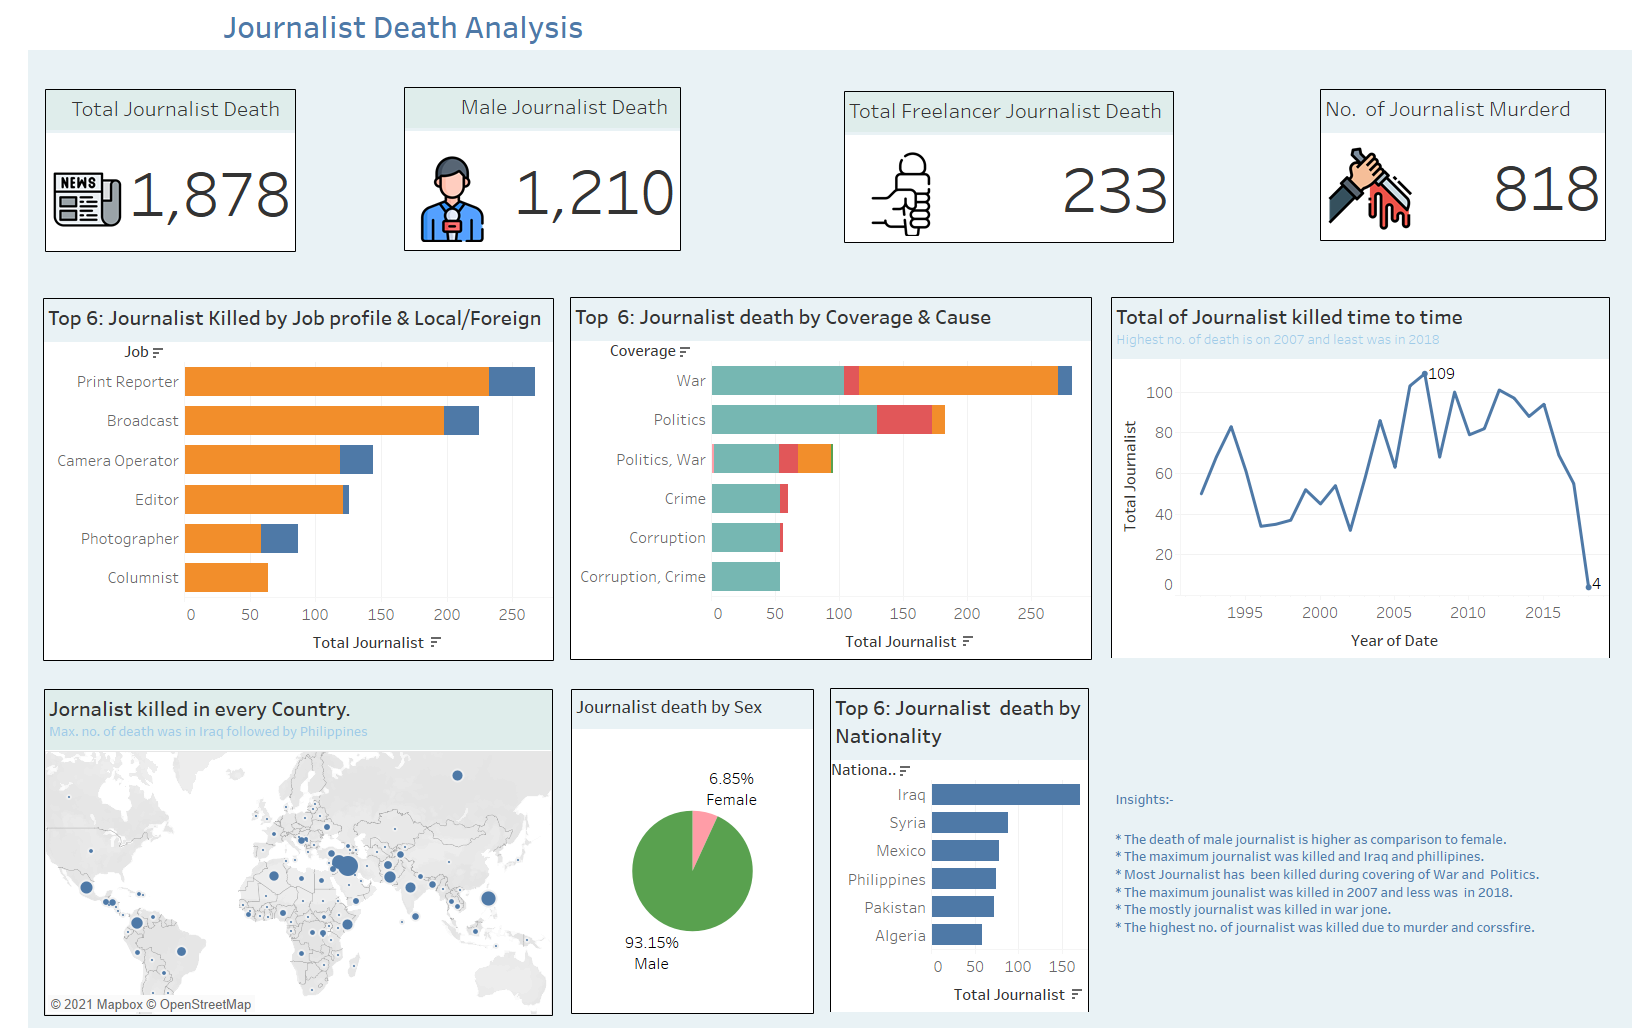 Journalist Death Analysis
Total Journalist Death
NEWS
1,878
Male Journalist Death
1,210
Total Freelancer Journalist Death
233
No. of Journalist Murderd
818
Top 6: Journalist Killed by Job profile & Local/Foreign
Job
Print Reporter
Broadcast
Camera Operator
Editor
Photographer
Columnist
0 50 100 150 200 250
Total Journalist
Top 6: Journalist death by Coverage & Cause
Coverage
War
Politics
Politics, War
Crime
Corruption
Corruption, Crime
0 50 100 150 200 250
Total Journalist
Total of Journalist killed time to time
Highest no. of death is on 2007 and least was in 2018
Total Journalist
100
80
60
40
20
0
109
4
1995 2000 2005 2010 2015
Year of Date
Jornalist killed in every Country.
Max. no. of death was in Iraq followed by Philippines
© 2021 Mapbox © OpenStreetMap
Journalist death by Sex
6.85%
Female
93.15%
Male
Top 6: Journalist death by
Nationality
Nationa..
Iraq
Syria
Mexico
Philippines
Pakistan
Algeria
0 50 100 150
Total Journalist
Insights:-
* The death of male journalist is higher as comparison to female.
* The maximum journalist was killed and Iraq and phillipines.
* Most Journalist has been killed during covering of War and Politics.
* The maximum jounalist was killed in 2007 and less was in 2018.
* The mostly journalist was killed in war jone.
* The highest no. of journalist was killed due to murder and corssfire.